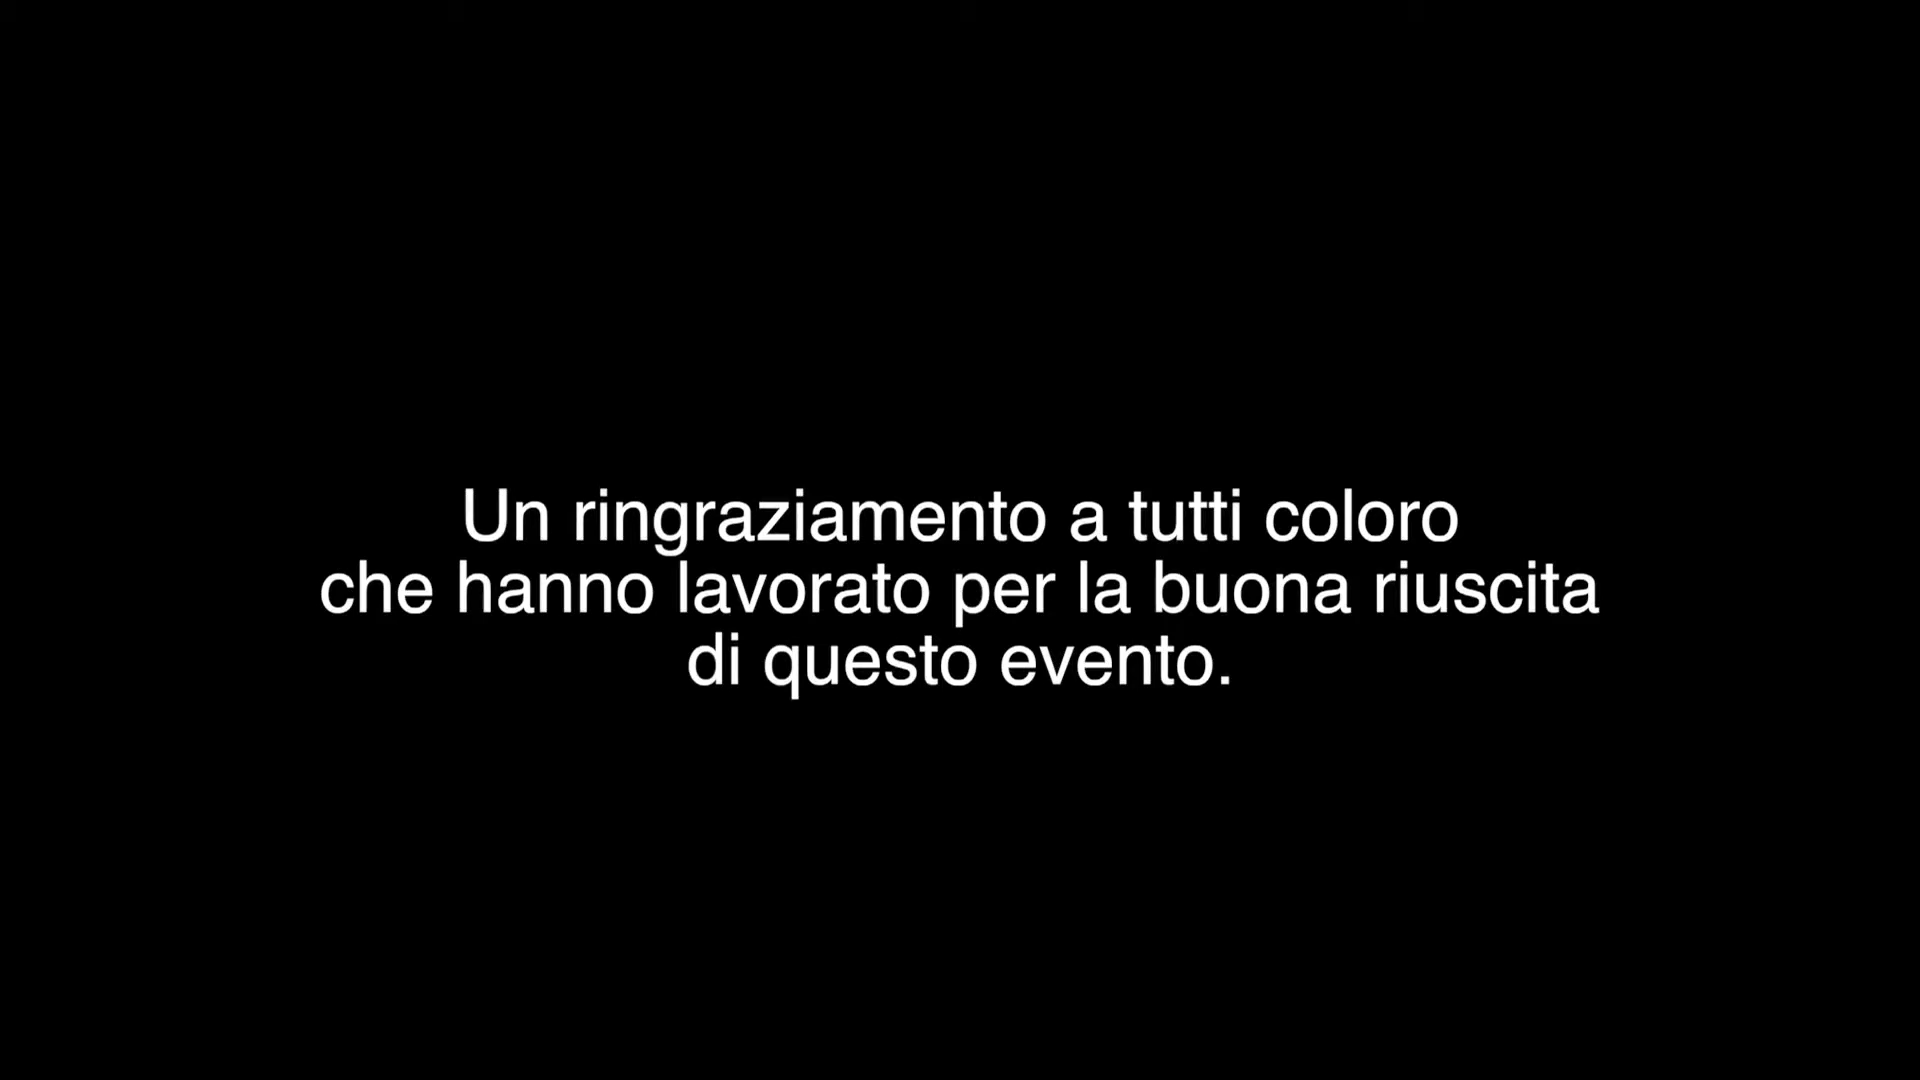 Un ringraziamento a tutti coloro
che hanno lavorato per la buona riuscita
di questo evento.